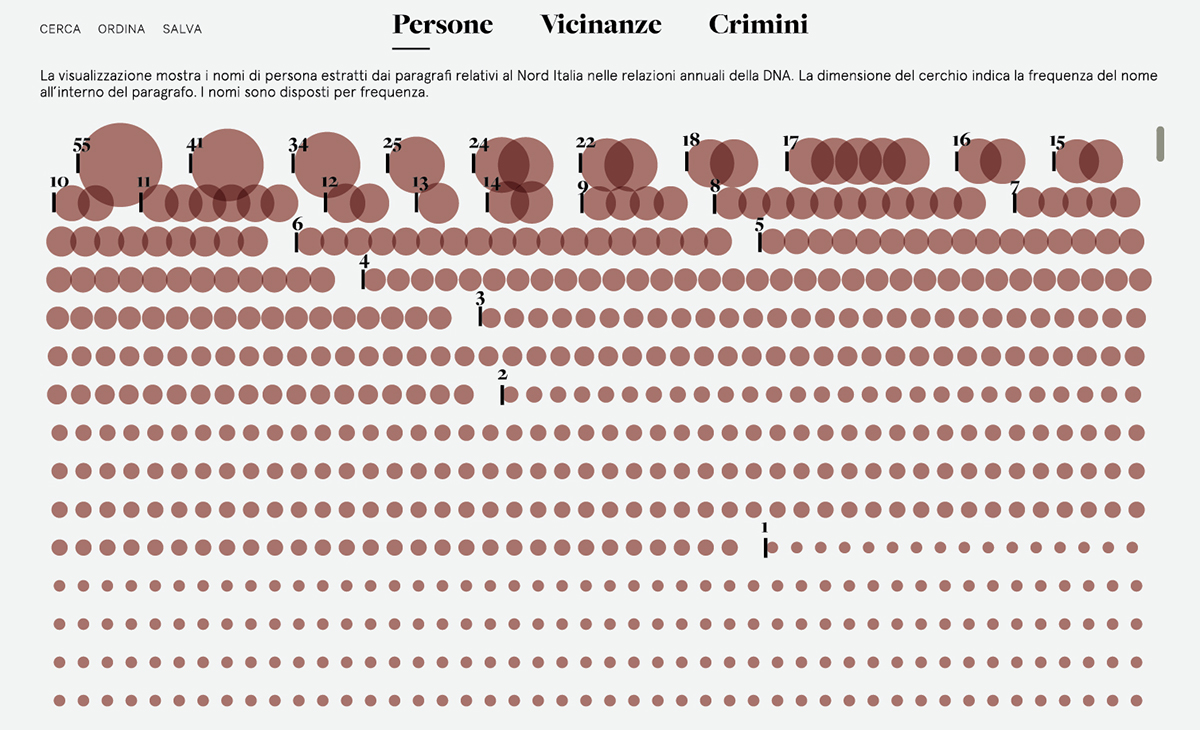 CERCA ORDINA SALVA Persone Vicinanze Crimini
La visualizzazione mostra i nomi di persona estratti dai paragrafi relativi al Nord Italia nelle relazioni annuali della DNA. La dimensione del cerchio indica la frequenza del nome
all'interno del paragrafo. I nomi sono disposti per frequenza.
55 41 34 25 24 22 18 17 16 15
10 11 12 13 14 9 8 7
6 5
4
3
2
1